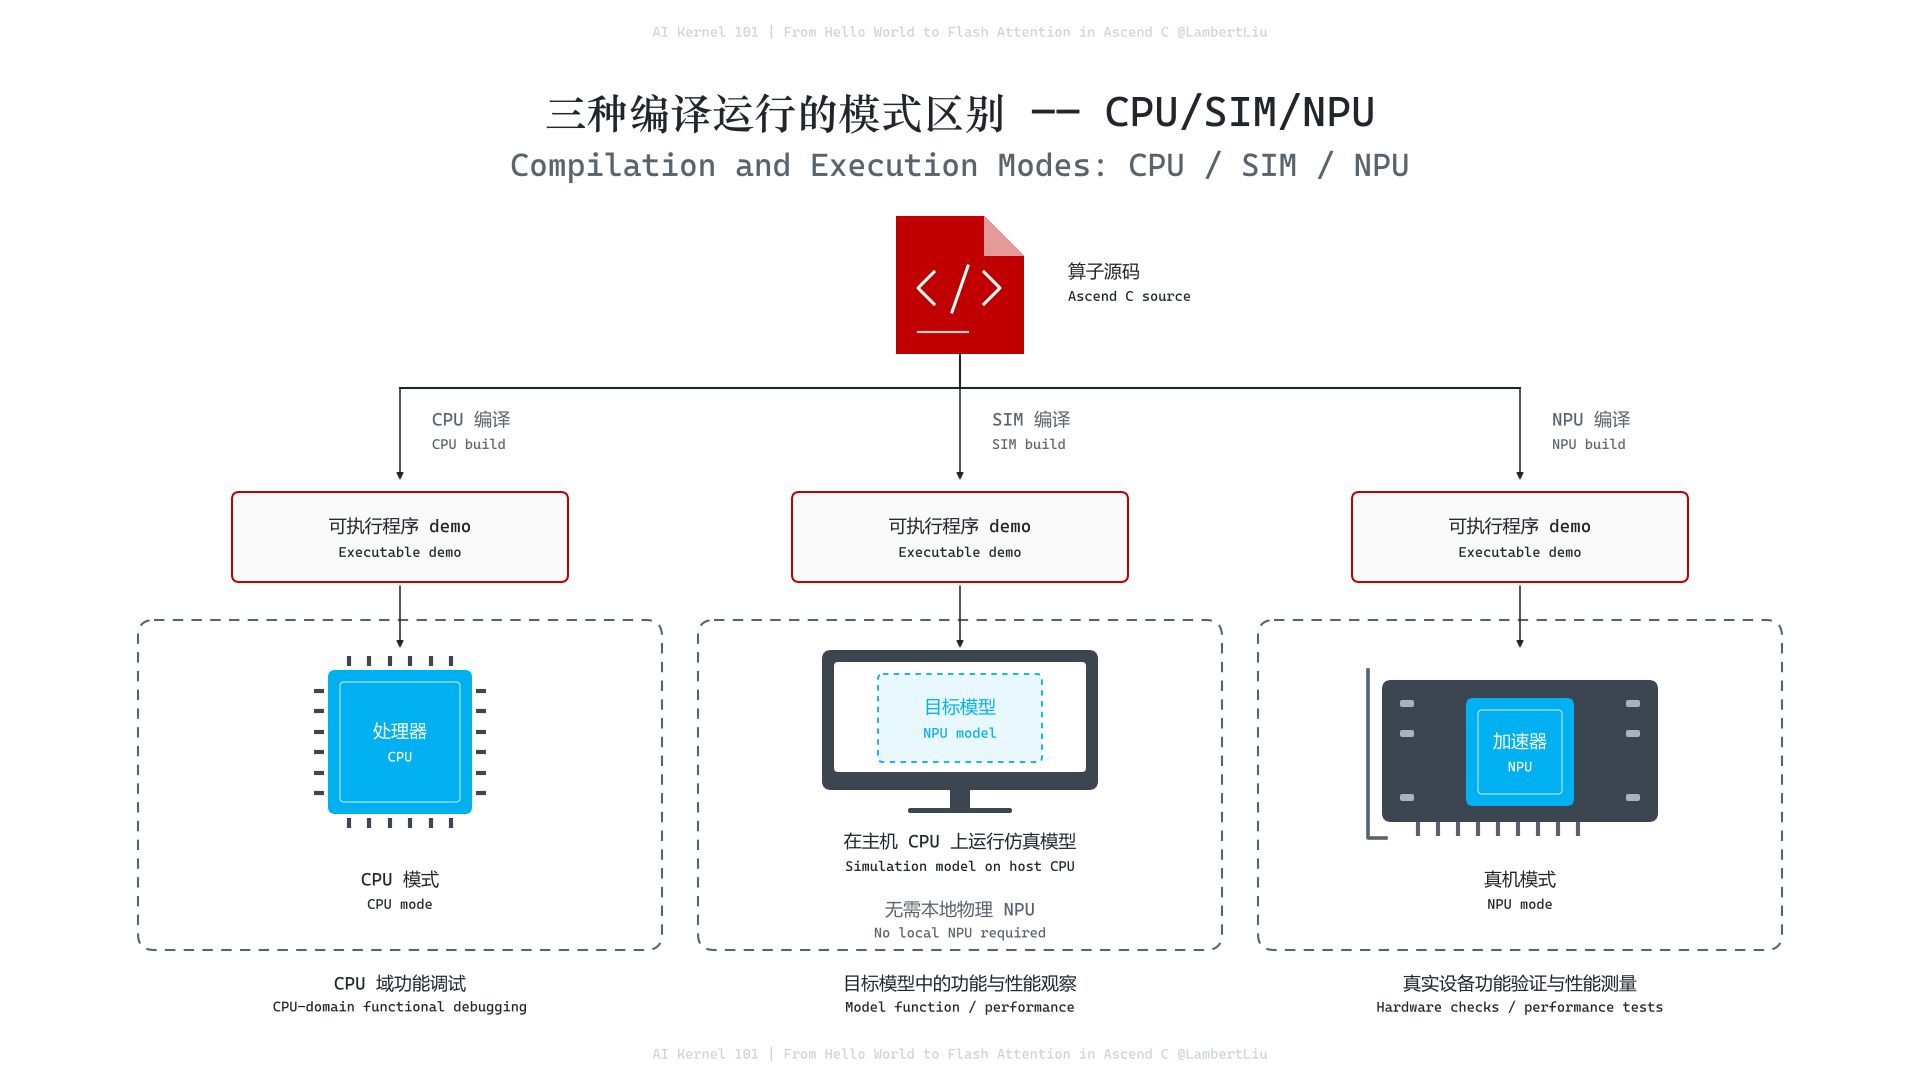 AI Kernel 101 | From Hello World to Flash Attention in Ascend C @LambertLiu
三种编译运行的模式区别 —— CPU/SIM/NPU
Compilation and Execution Modes: CPU / SIM / NPU
</>
算子源码
Ascend C source
CPU 编译
CPU build
SIM 编译
SIM build
NPU 编译
NPU build
可执行程序 demo
Executable demo
可执行程序 demo
Executable demo
可执行程序 demo
Executable demo
处理器
CPU
CPU 模式
CPU mode
目标模型
NPU model
在主机 CPU 上运行仿真模型
Simulation model on host CPU
无需本地物理 NPU
No local NPU required
加速器
NPU
真机模式
NPU mode
CPU 域功能调试
CPU-domain functional debugging
目标模型中的功能与性能观察
Model function / performance
真实设备功能验证与性能测量
Hardware checks / performance tests
AI Kernel 101 | From Hello World to Flash Attention in Ascend C @LambertLiu